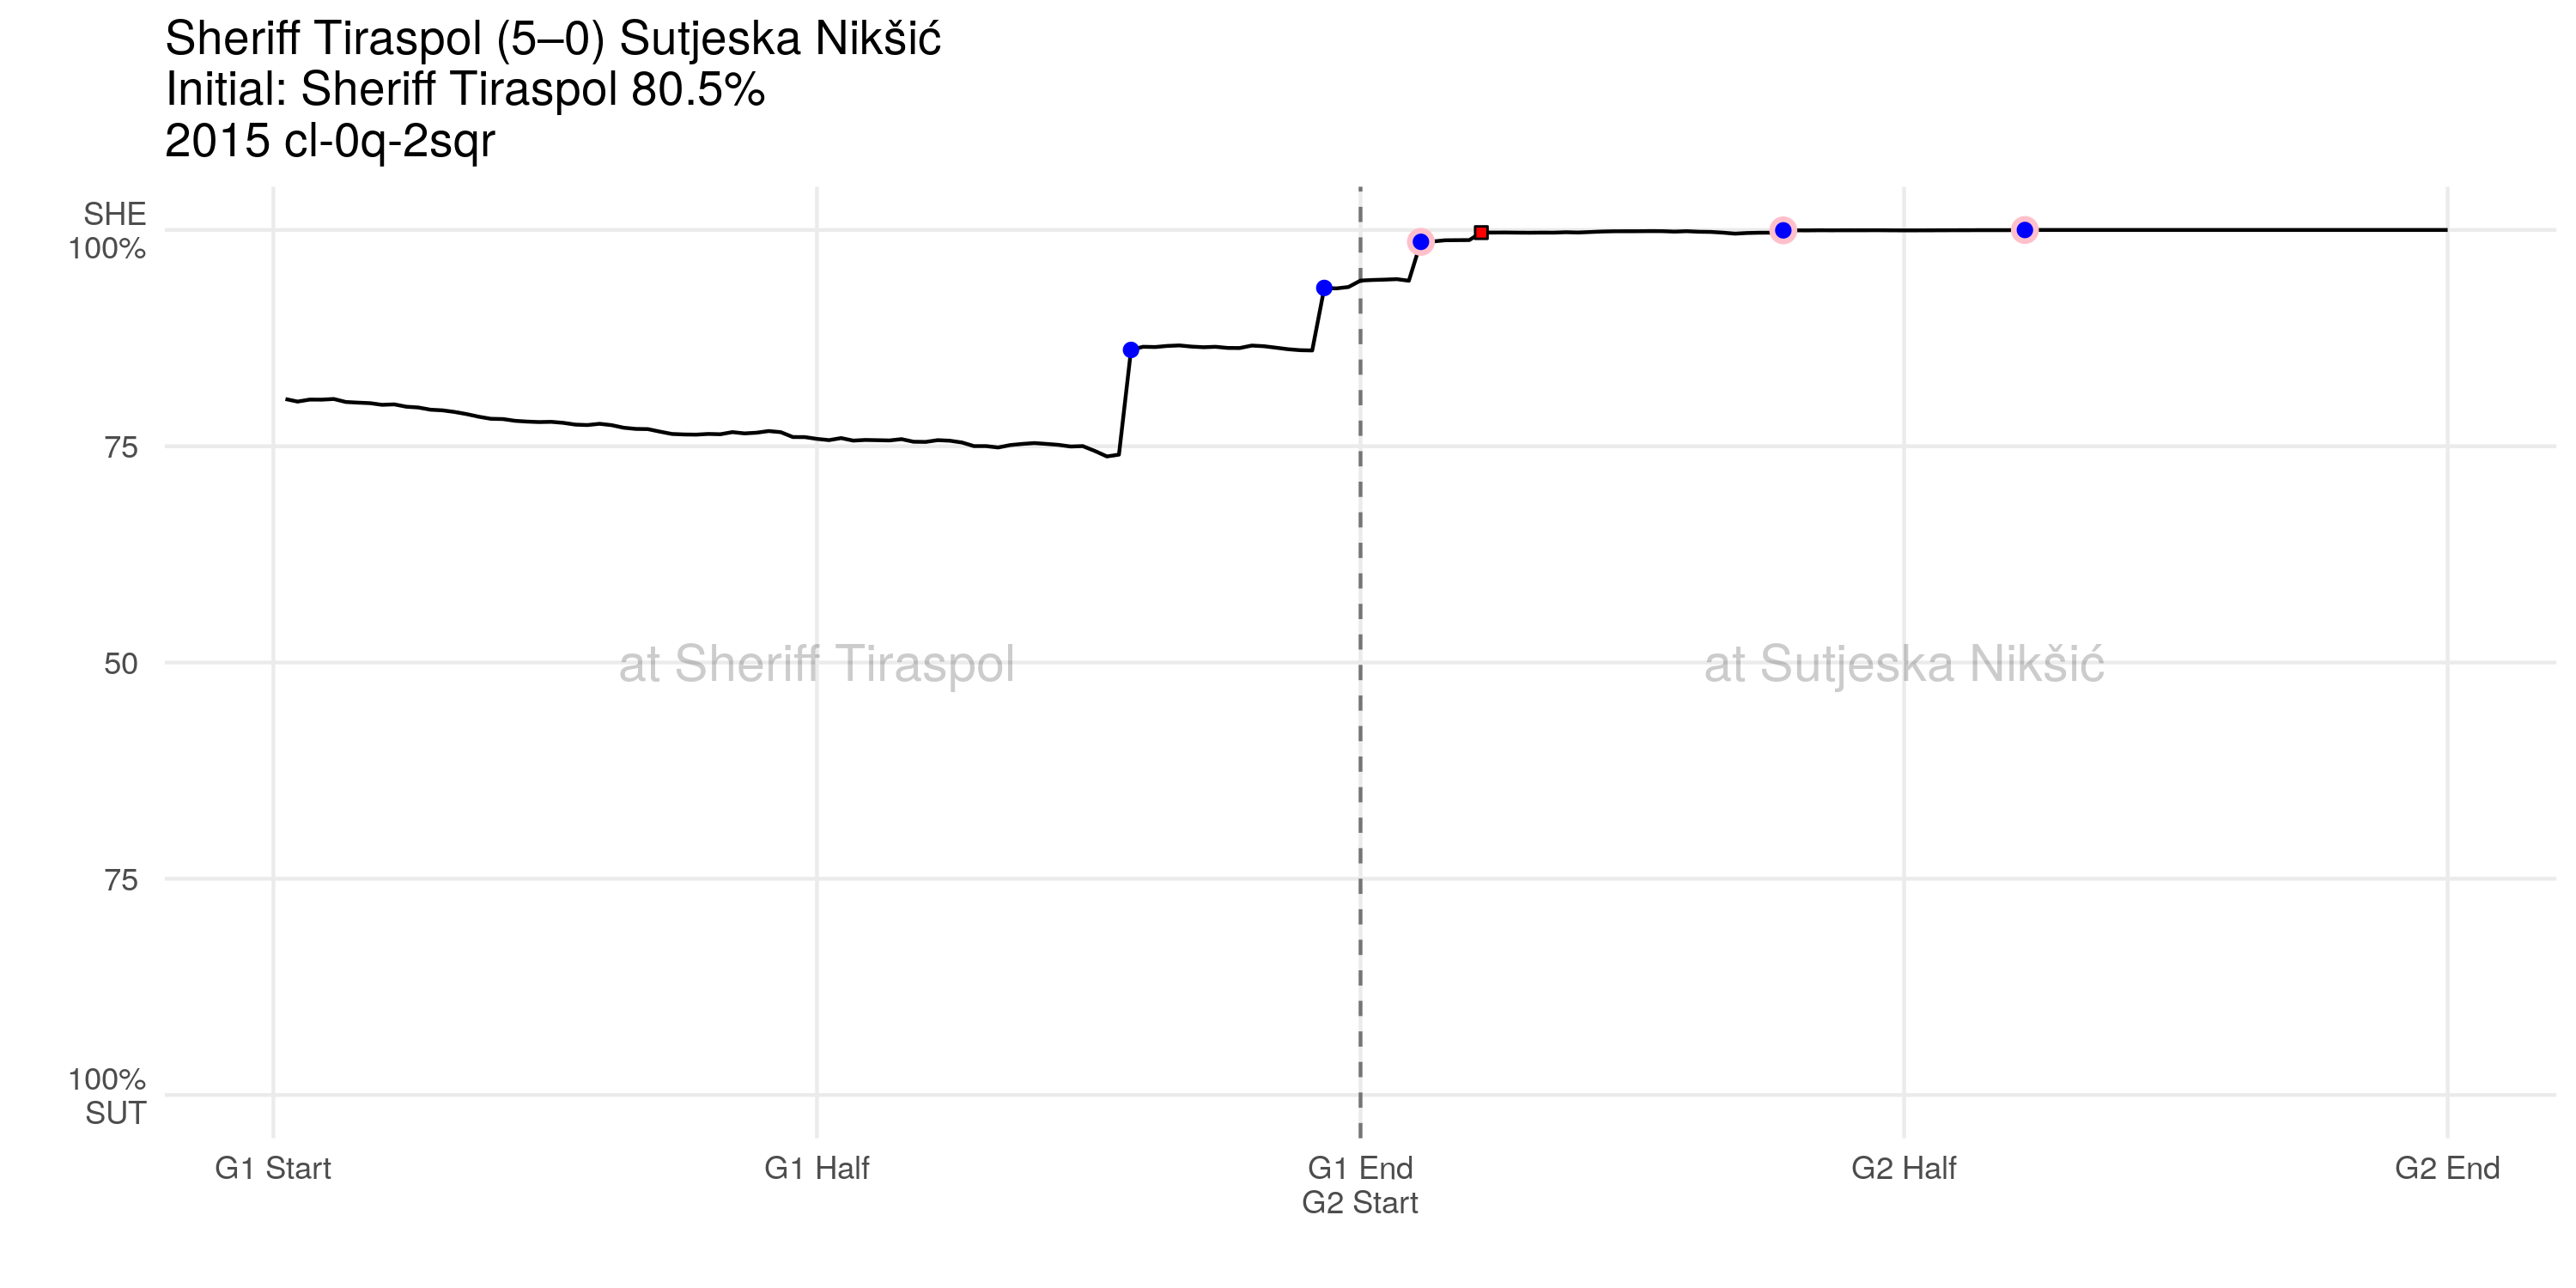 Sheriff Tiraspol (5–0) Sutjeska Nikšić
Initial: Sheriff Tiraspol 80.5%
2015 cl-0q-2sqr
SHE
100%
75
50
75
100%
SUT
at Sheriff Tiraspol
at Sutjeska Nikšić
G1 Start
G1 Half
G1 End
G2 Start
G2 Half
G2 End